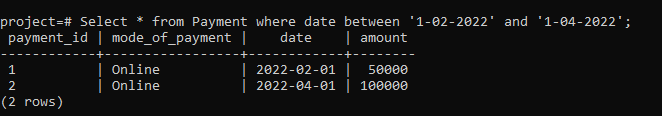 project=# Select * from Payment where date between '1-02-2022' and '1-04-2022';
 payment_id | mode_of_payment |    date    | amount
------------+-----------------+------------+--------
 1          | Online          | 2022-02-01 |  50000
 2          | Online          | 2022-04-01 | 100000
(2 rows)